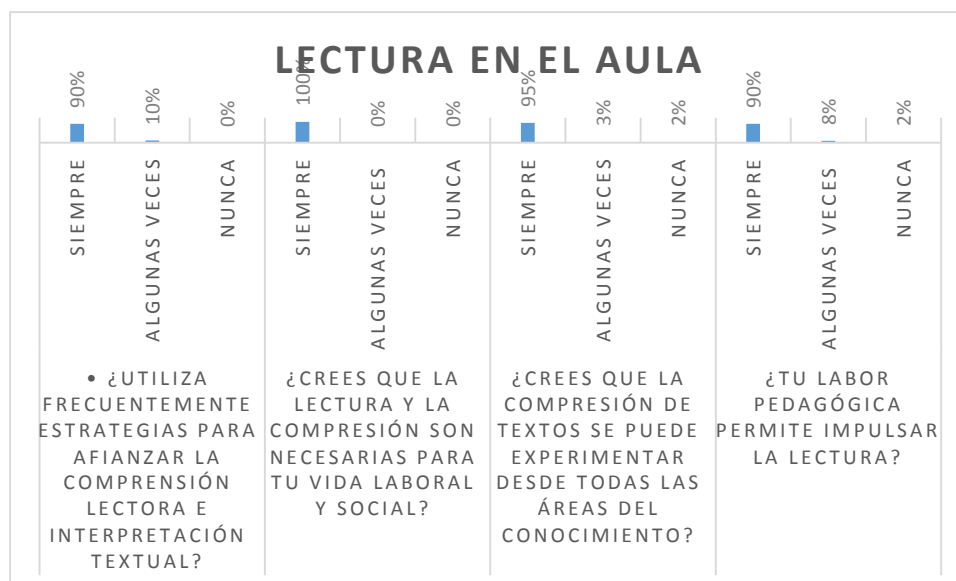 LECTURA EN EL AULA
90%
10%
0%
100%
0%
0%
95%
3%
2%
90%
8%
2%
SIEMPRE
ALGUNAS VECES
NUNCA
SIEMPRE
ALGUNAS VECES
NUNCA
SIEMPRE
ALGUNAS VECES
NUNCA
SIEMPRE
ALGUNAS VECES
NUNCA
• ¿UTILIZA
FRECUENTEMENTE
ESTRATEGIAS PARA
AFIANZAR LA
COMPRENSIÓN
LECTORA E
INTERPRETACIÓN
TEXTUAL?
¿CREES QUE LA
LECTURA Y LA
COMPRESIÓN SON
NECESARIAS PARA
TU VIDA LABORAL
Y SOCIAL?
¿CREES QUE LA
COMPRESIÓN DE
TEXTOS SE PUEDE
EXPERIMENTAR
DESDE TODAS LAS
ÁREAS DEL
CONOCIMIENTO?
¿TU LABOR
PEDAGÓGICA
PERMITE IMPULSAR
LA LECTURA?